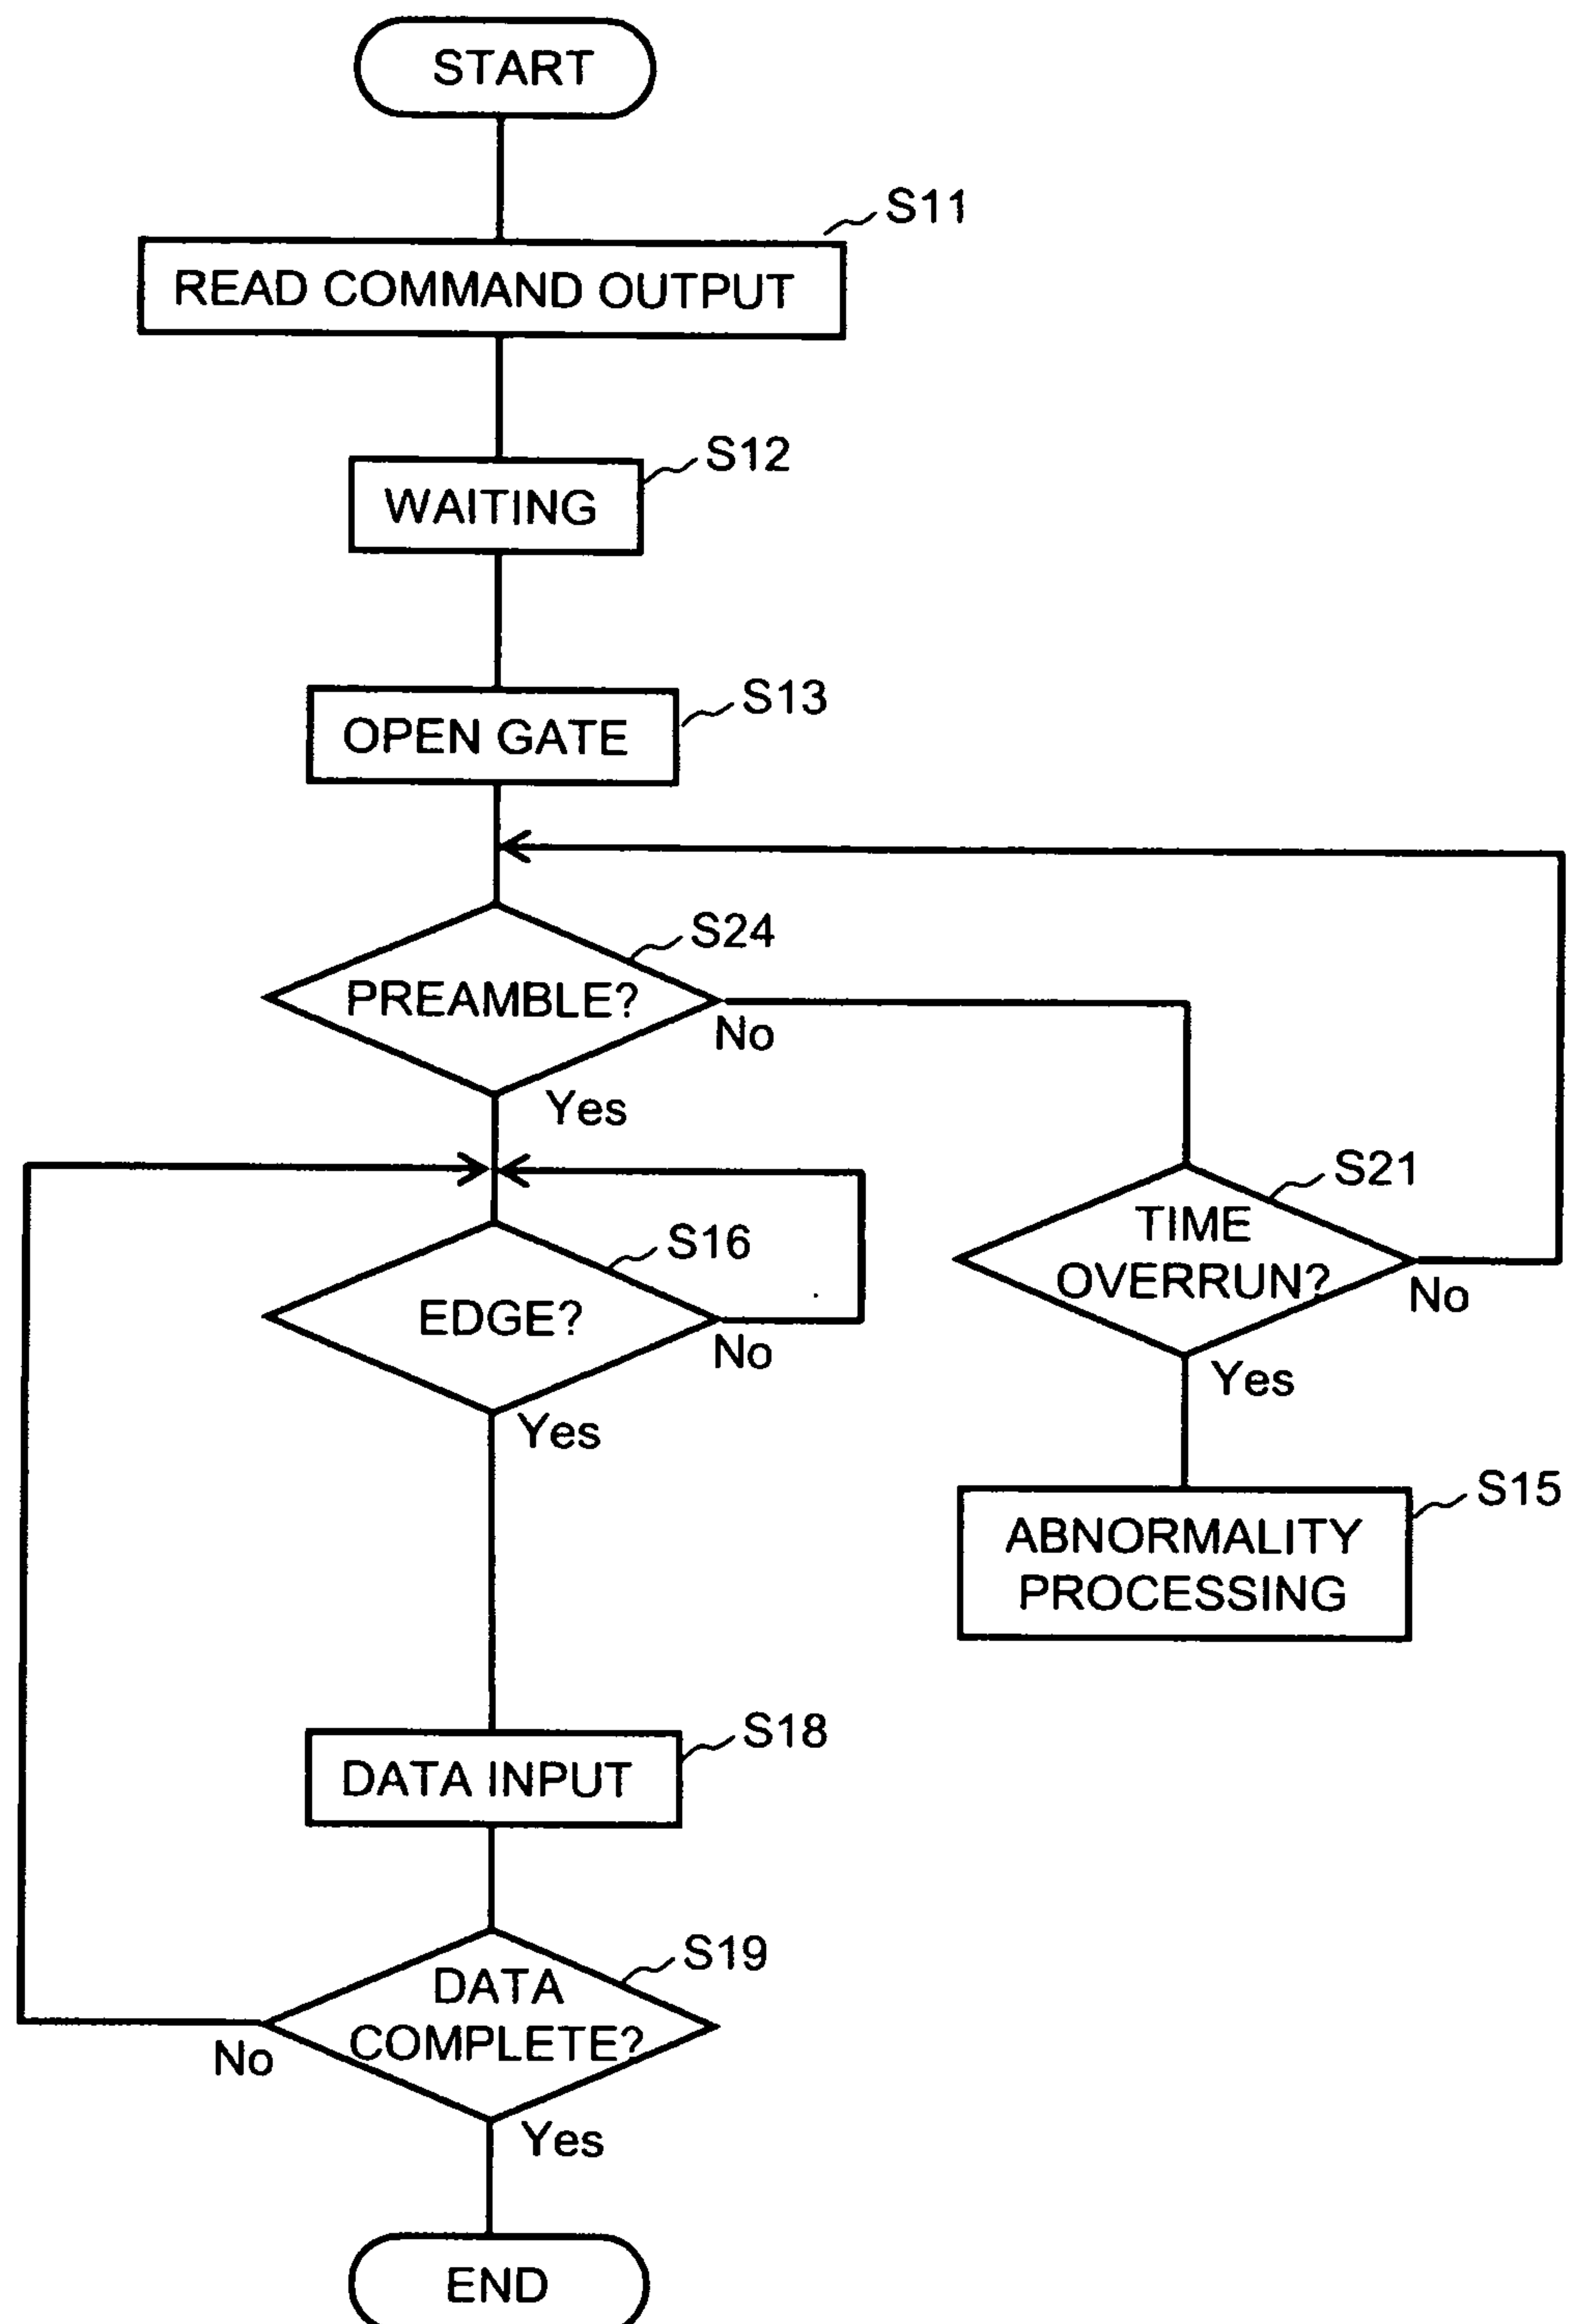 START
S11
READ COMMAND OUTPUT
S12
WAITING
S13
OPEN GATE
S24
PREAMBLE?
No
Yes
S21
TIME
OVERRUN?
No
Yes
S16
EDGE?
No
Yes
S15
ABNORMALITY
PROCESSING
S18
DATA INPUT
S19
DATA
COMPLETE?
No
Yes
END